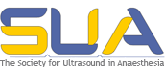 SUA
The Society for Ultrasound in Anaesthesia